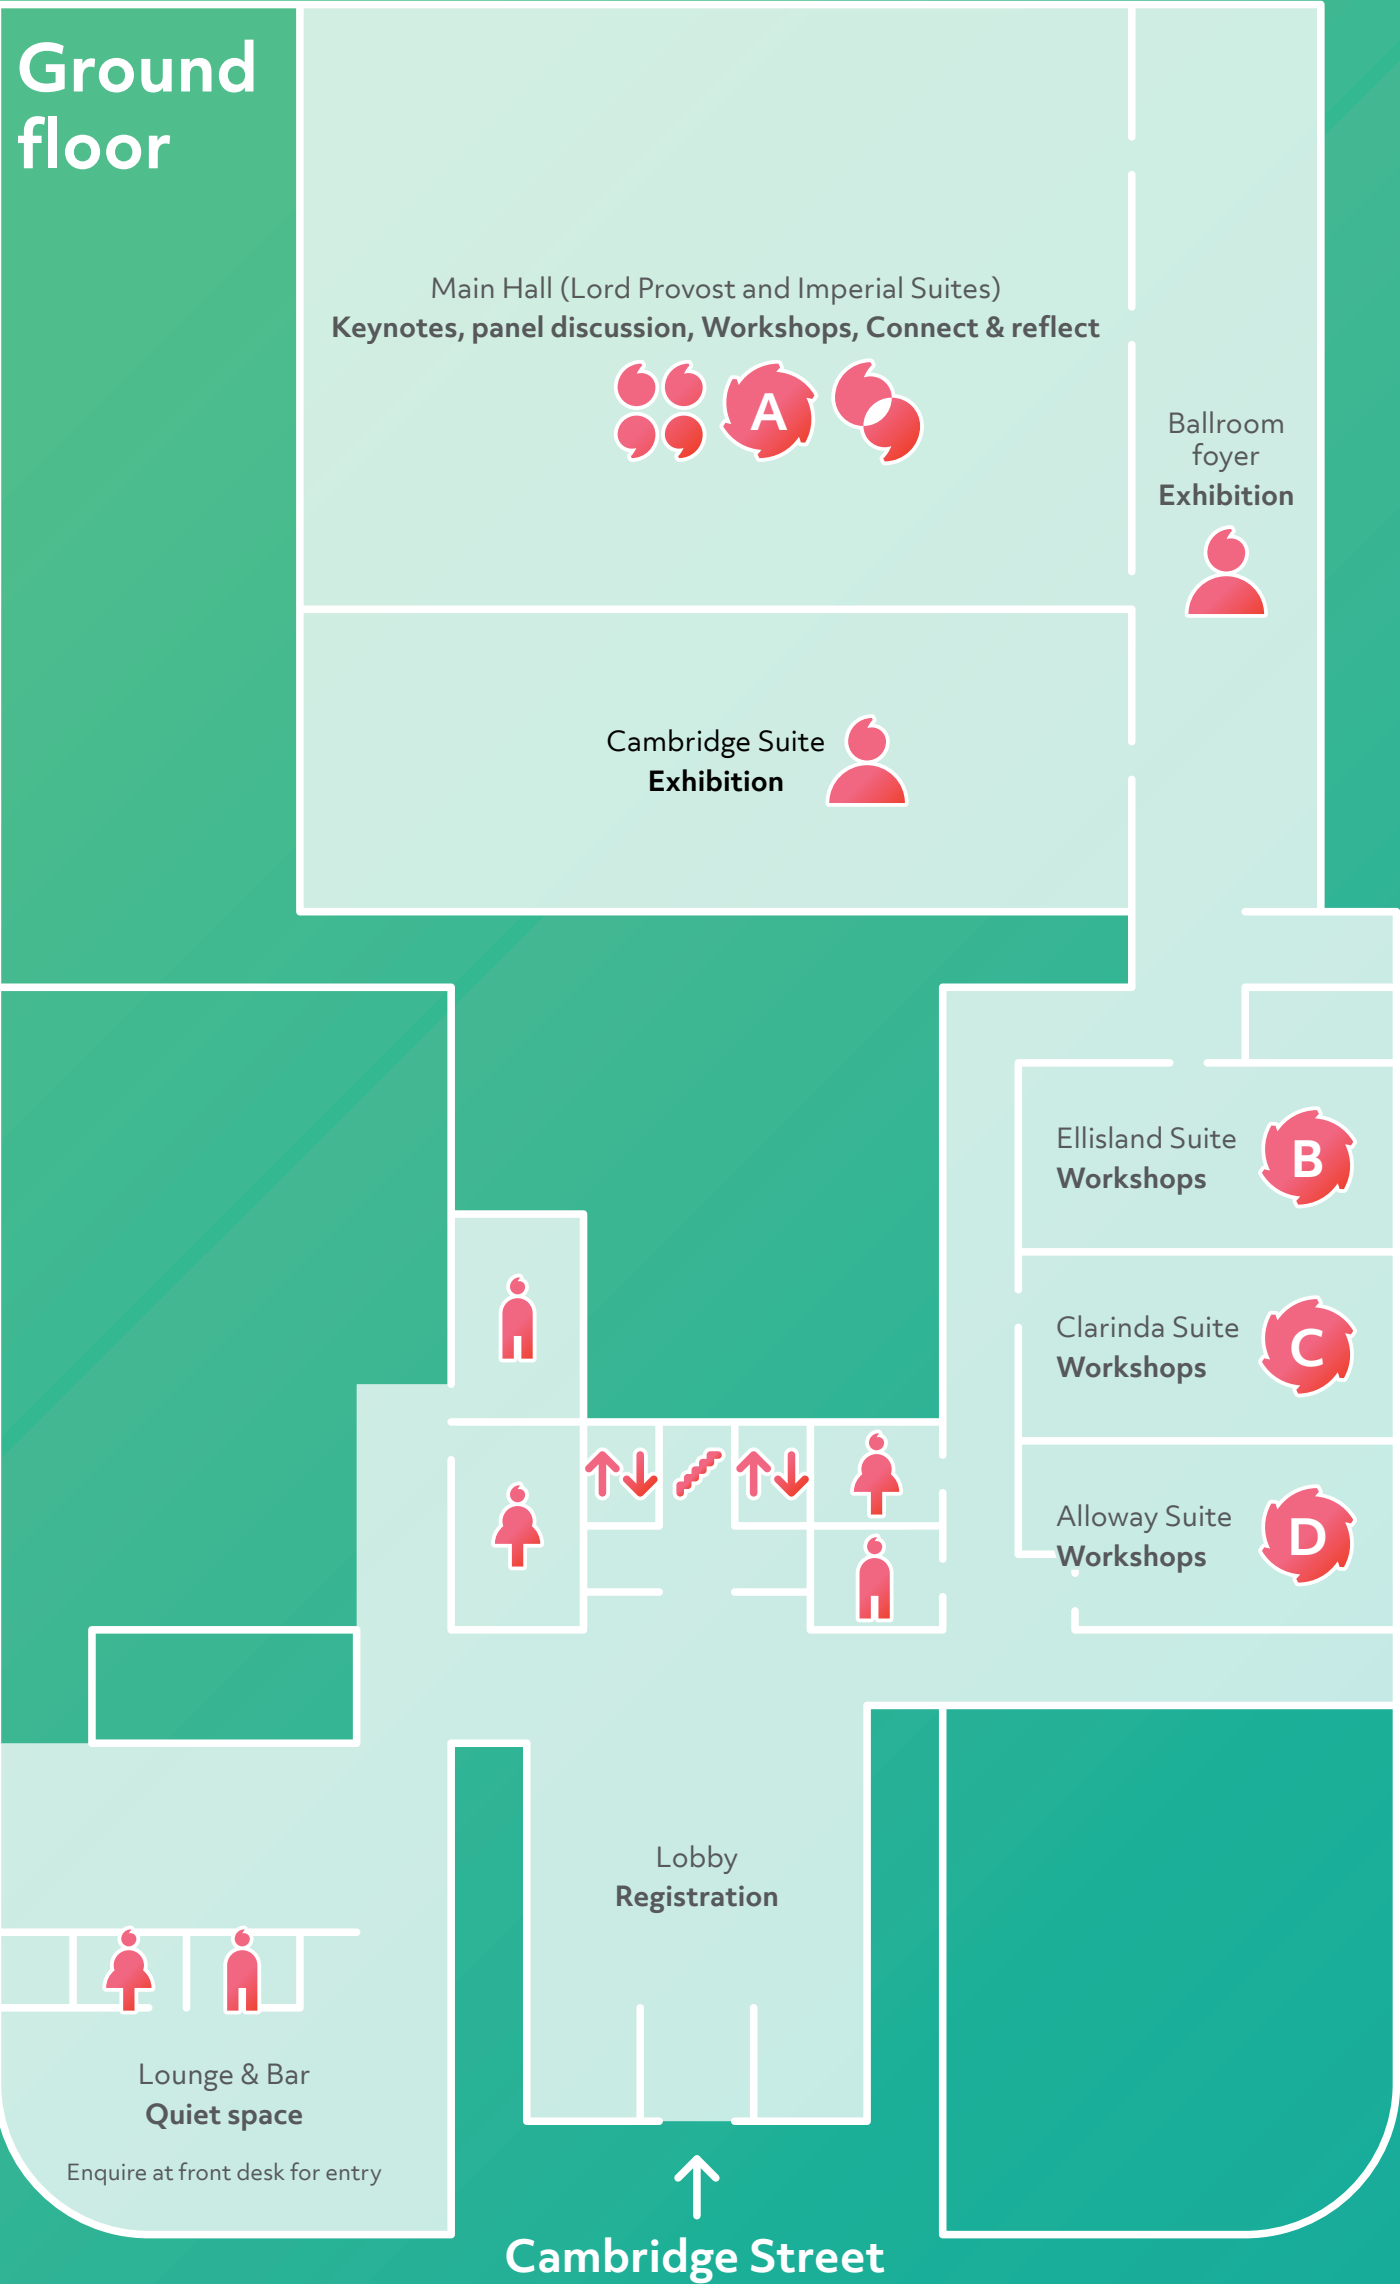 Ground
floor
Main Hall (Lord Provost and Imperial Suites)
Keynotes, panel discussion, Workshops, Connect & reflect
A
Ballroom
foyer
Exhibition
Cambridge Suite
Exhibition
Ellisland Suite
Workshops
B
Clarinda Suite
Workshops
C
Alloway Suite
Workshops
D
Lobby
Registration
Lounge & Bar
Quiet space
Enquire at front desk for entry
Cambridge Street